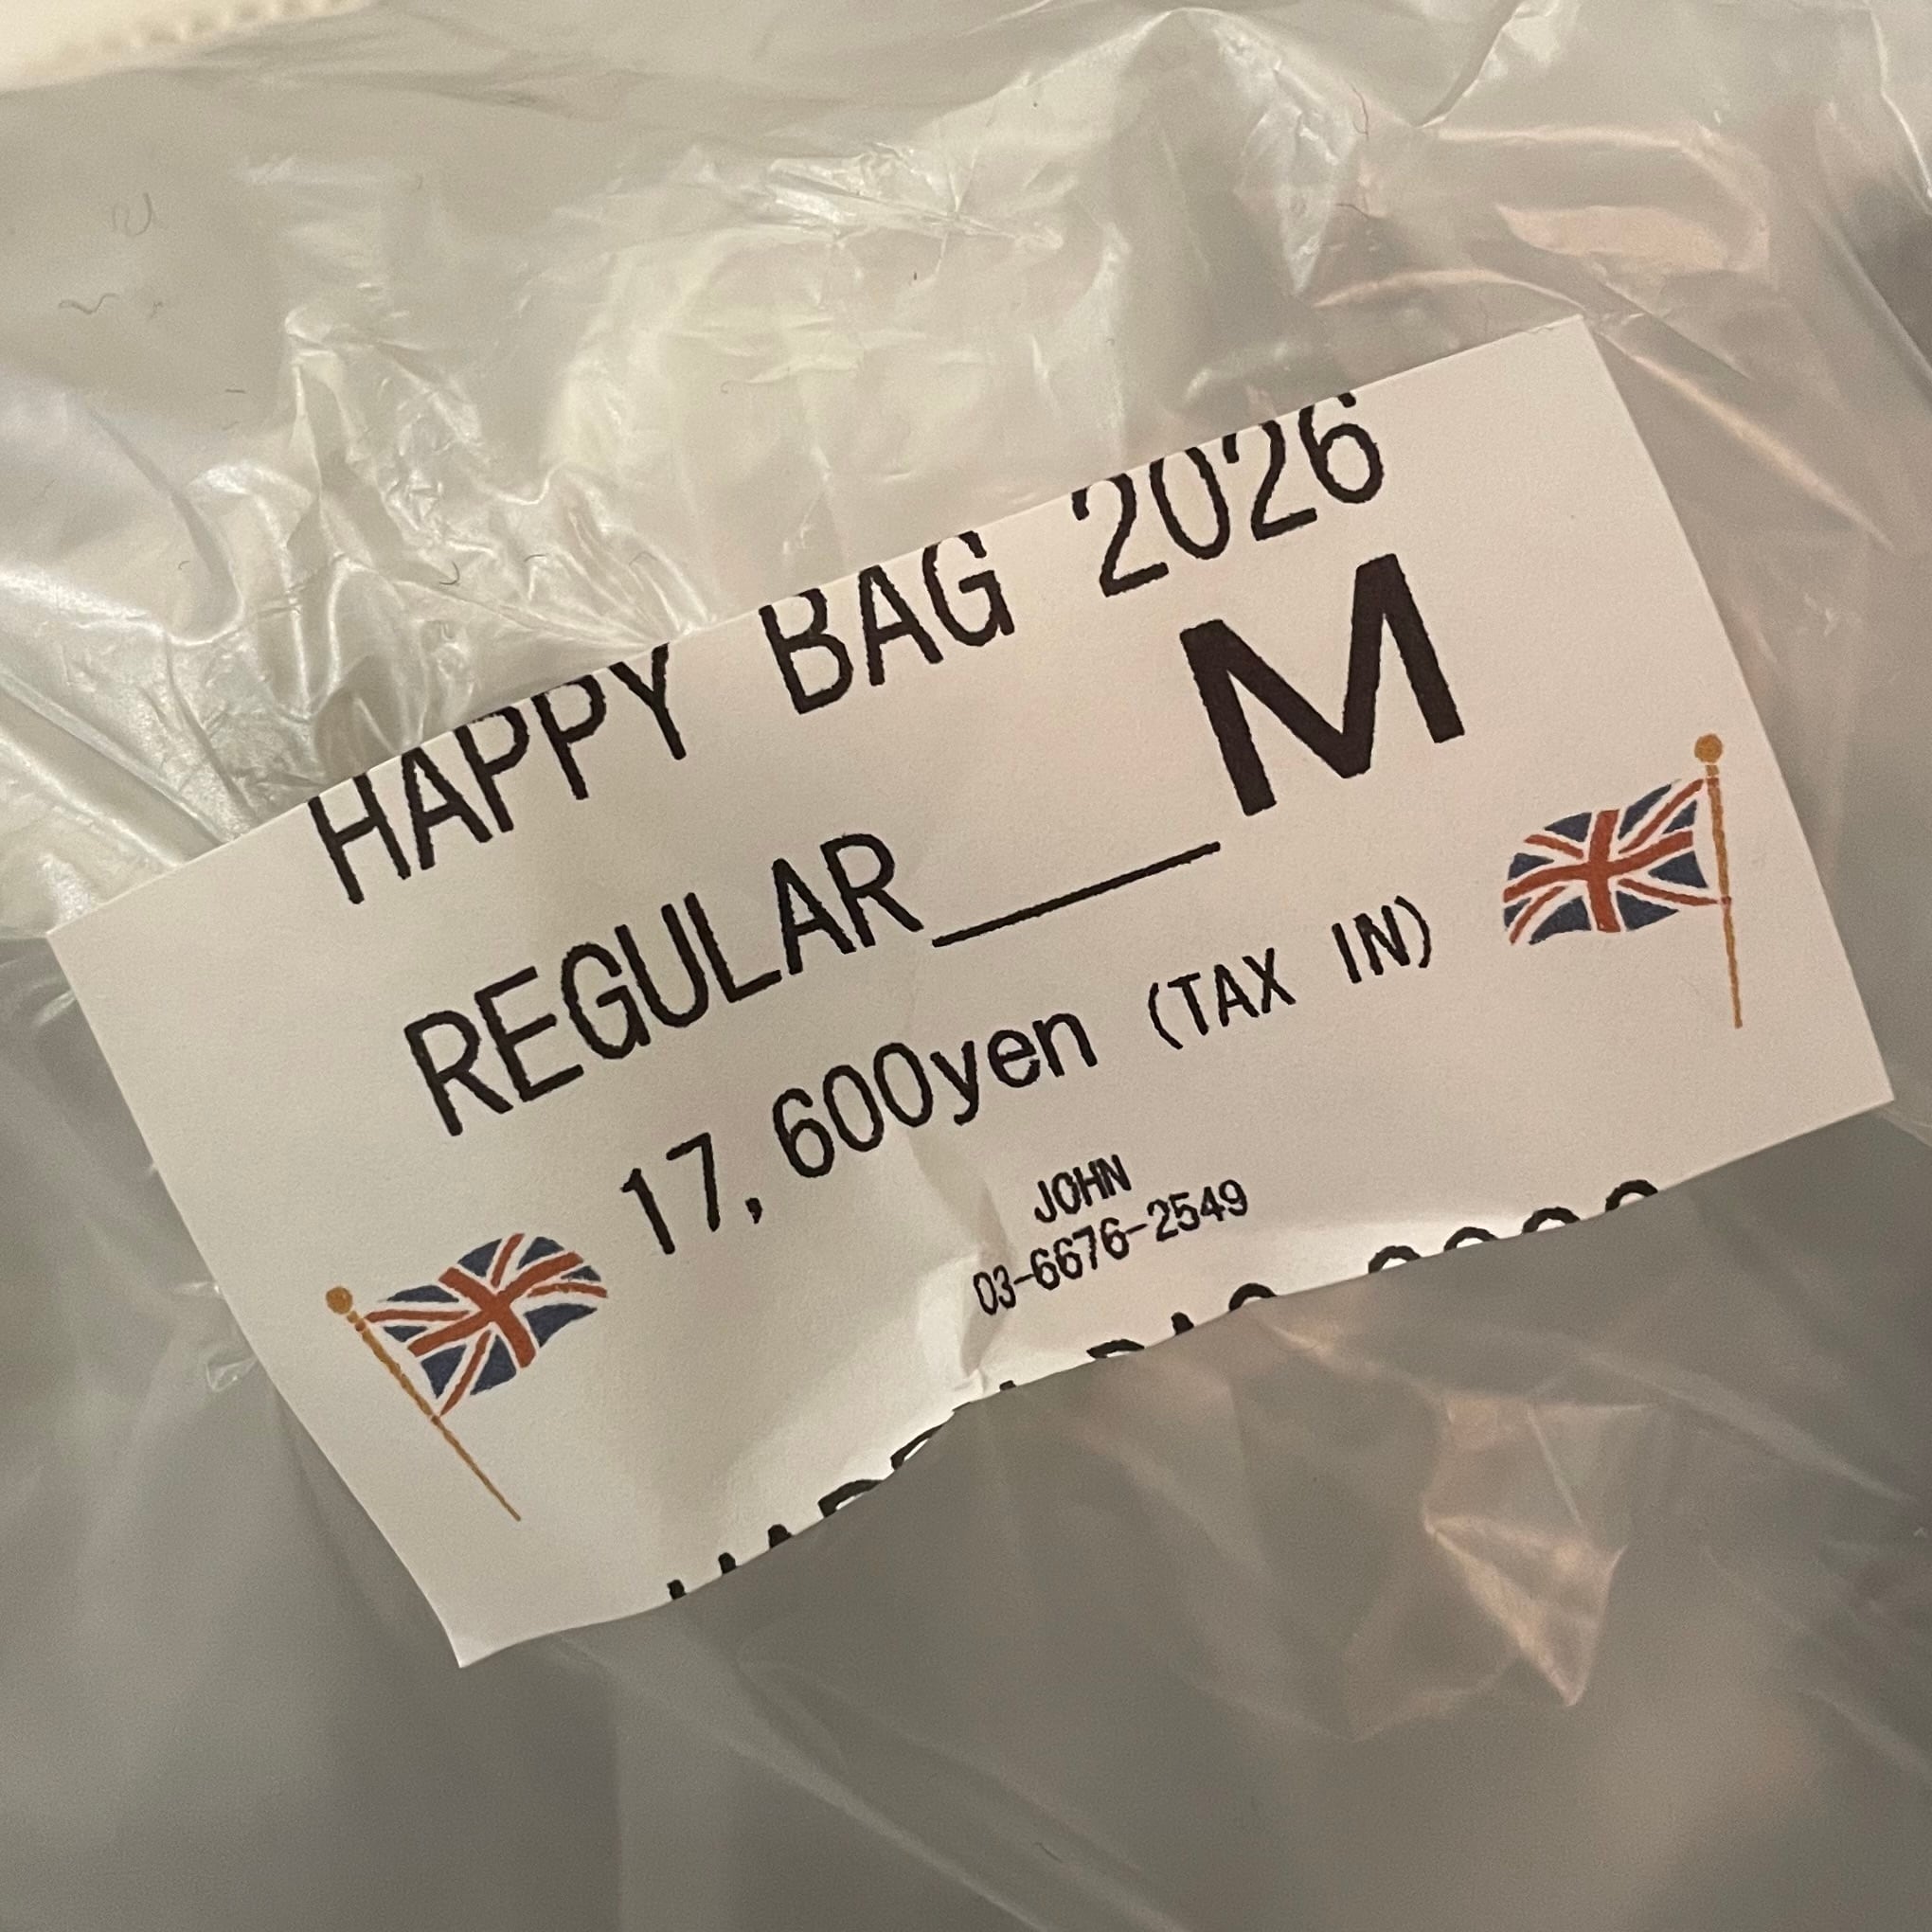 HAPPY BAG 2026
REGULAR___M
17,600yen (TAX IN)
JOHN
03-6676-2549